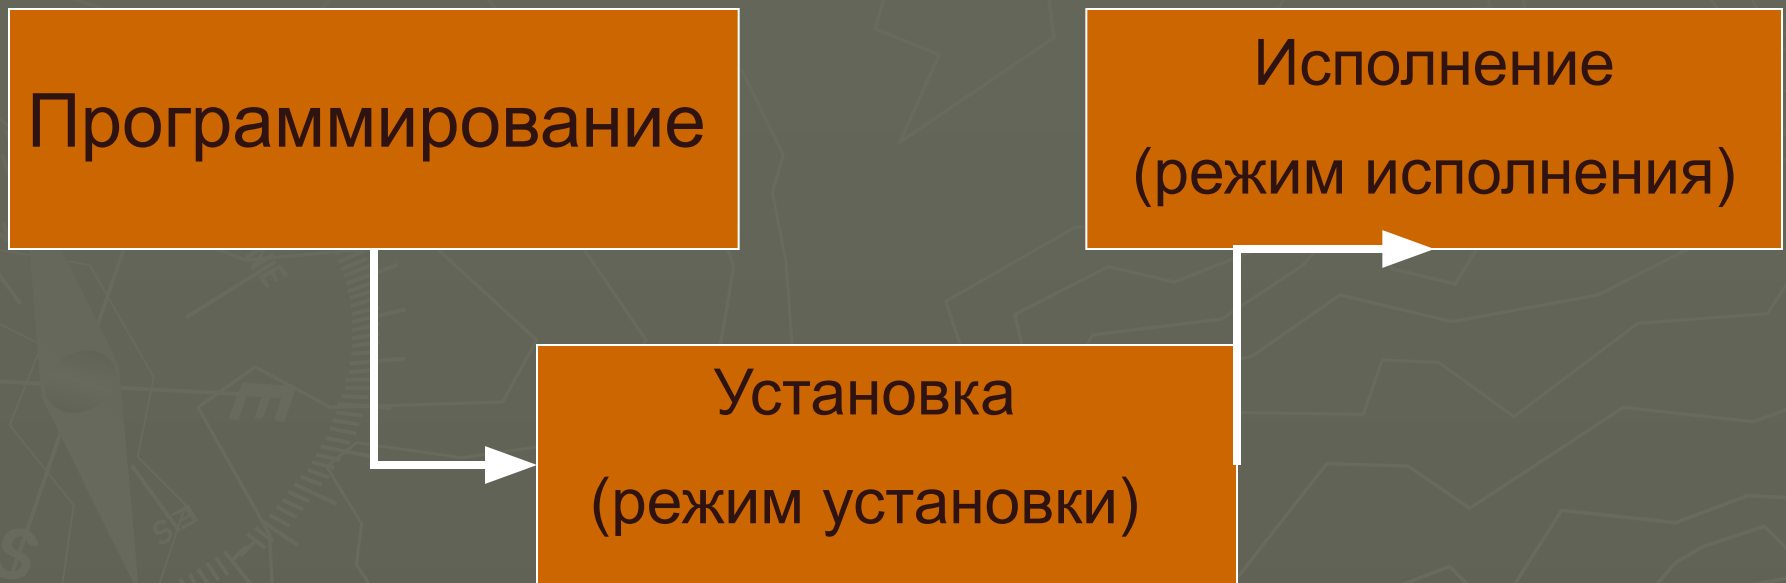 Программирование
Исполнение
(режим исполнения)
Установка
(режим установки)
E
S